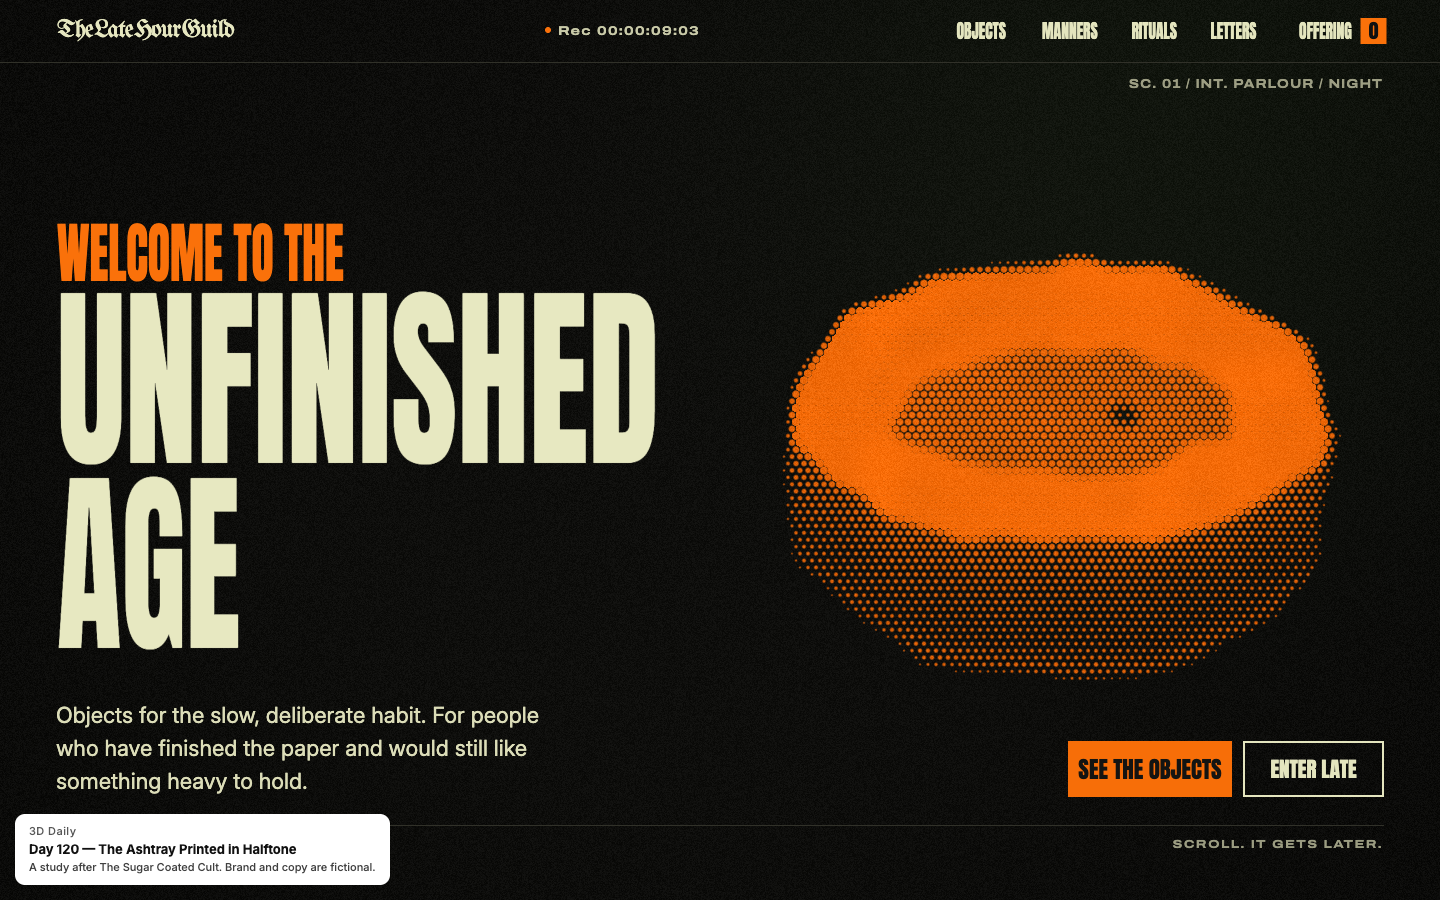 The Late Hour Guild
Rec 00:00:09:03
OBJECTS
MANNERS
RITUALS
LETTERS
OFFERING 0
SC. 01 / INT. PARLOUR / NIGHT
WELCOME TO THE
UNFINISHED
AGE
Objects for the slow, deliberate habit. For people
who have finished the paper and would still like
something heavy to hold.
SEE THE OBJECTS
ENTER LATE
3D Daily
Day 120 — The Ashtray Printed in Halftone
A study after The Sugar Coated Cult. Brand and copy are fictional.
SCROLL. IT GETS LATER.